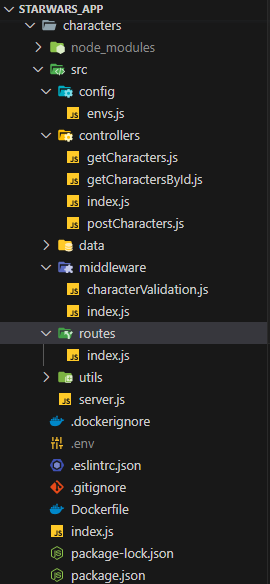 STARWARS_APP
characters
node_modules
src
config
envs.js
controllers
getCharacters.js
getCharactersById.js
index.js
postCharacters.js
data
middleware
characterValidation.js
index.js
routes
index.js
utils
server.js
.dockerignore
.env
.eslintrc.json
.gitignore
Dockerfile
index.js
package-lock.json
package.json